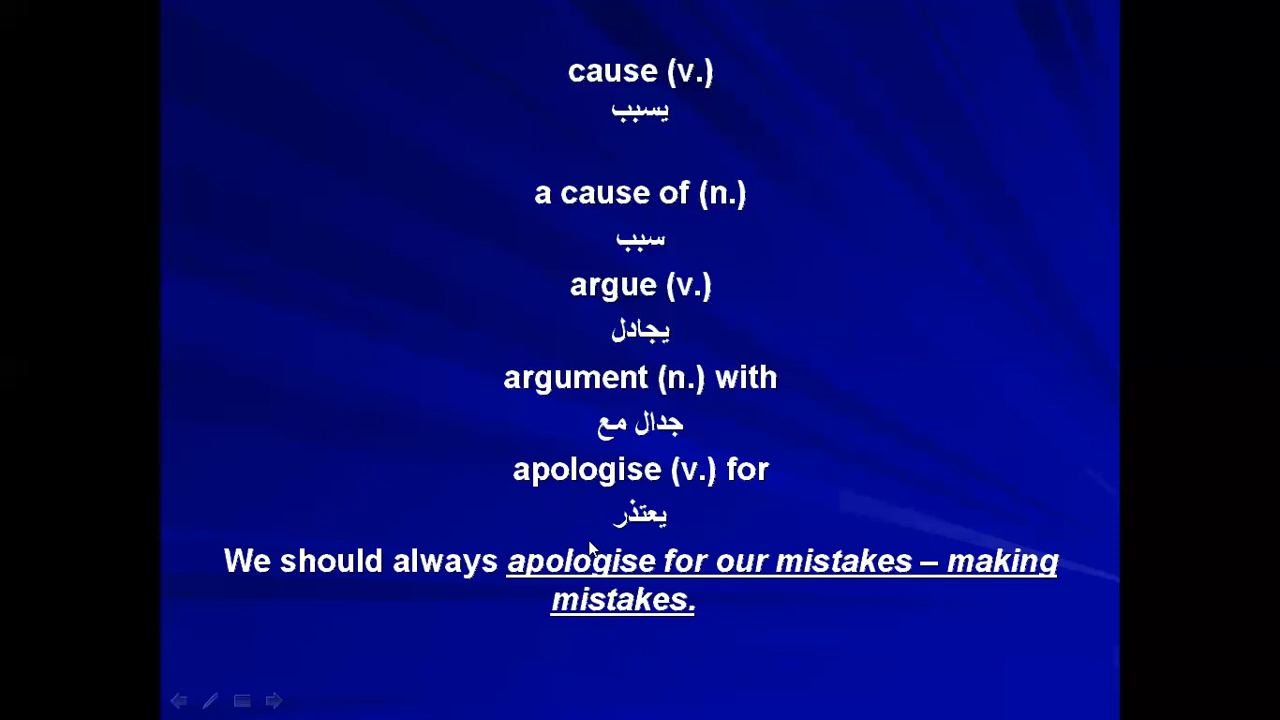 cause (v.)
يسبب
a cause of (n.)
سبب
argue (v.)
يجادل
argument (n.) with
جدال مع
apologise (v.) for
يعتذر
We should always apologise for our mistakes – making
mistakes.